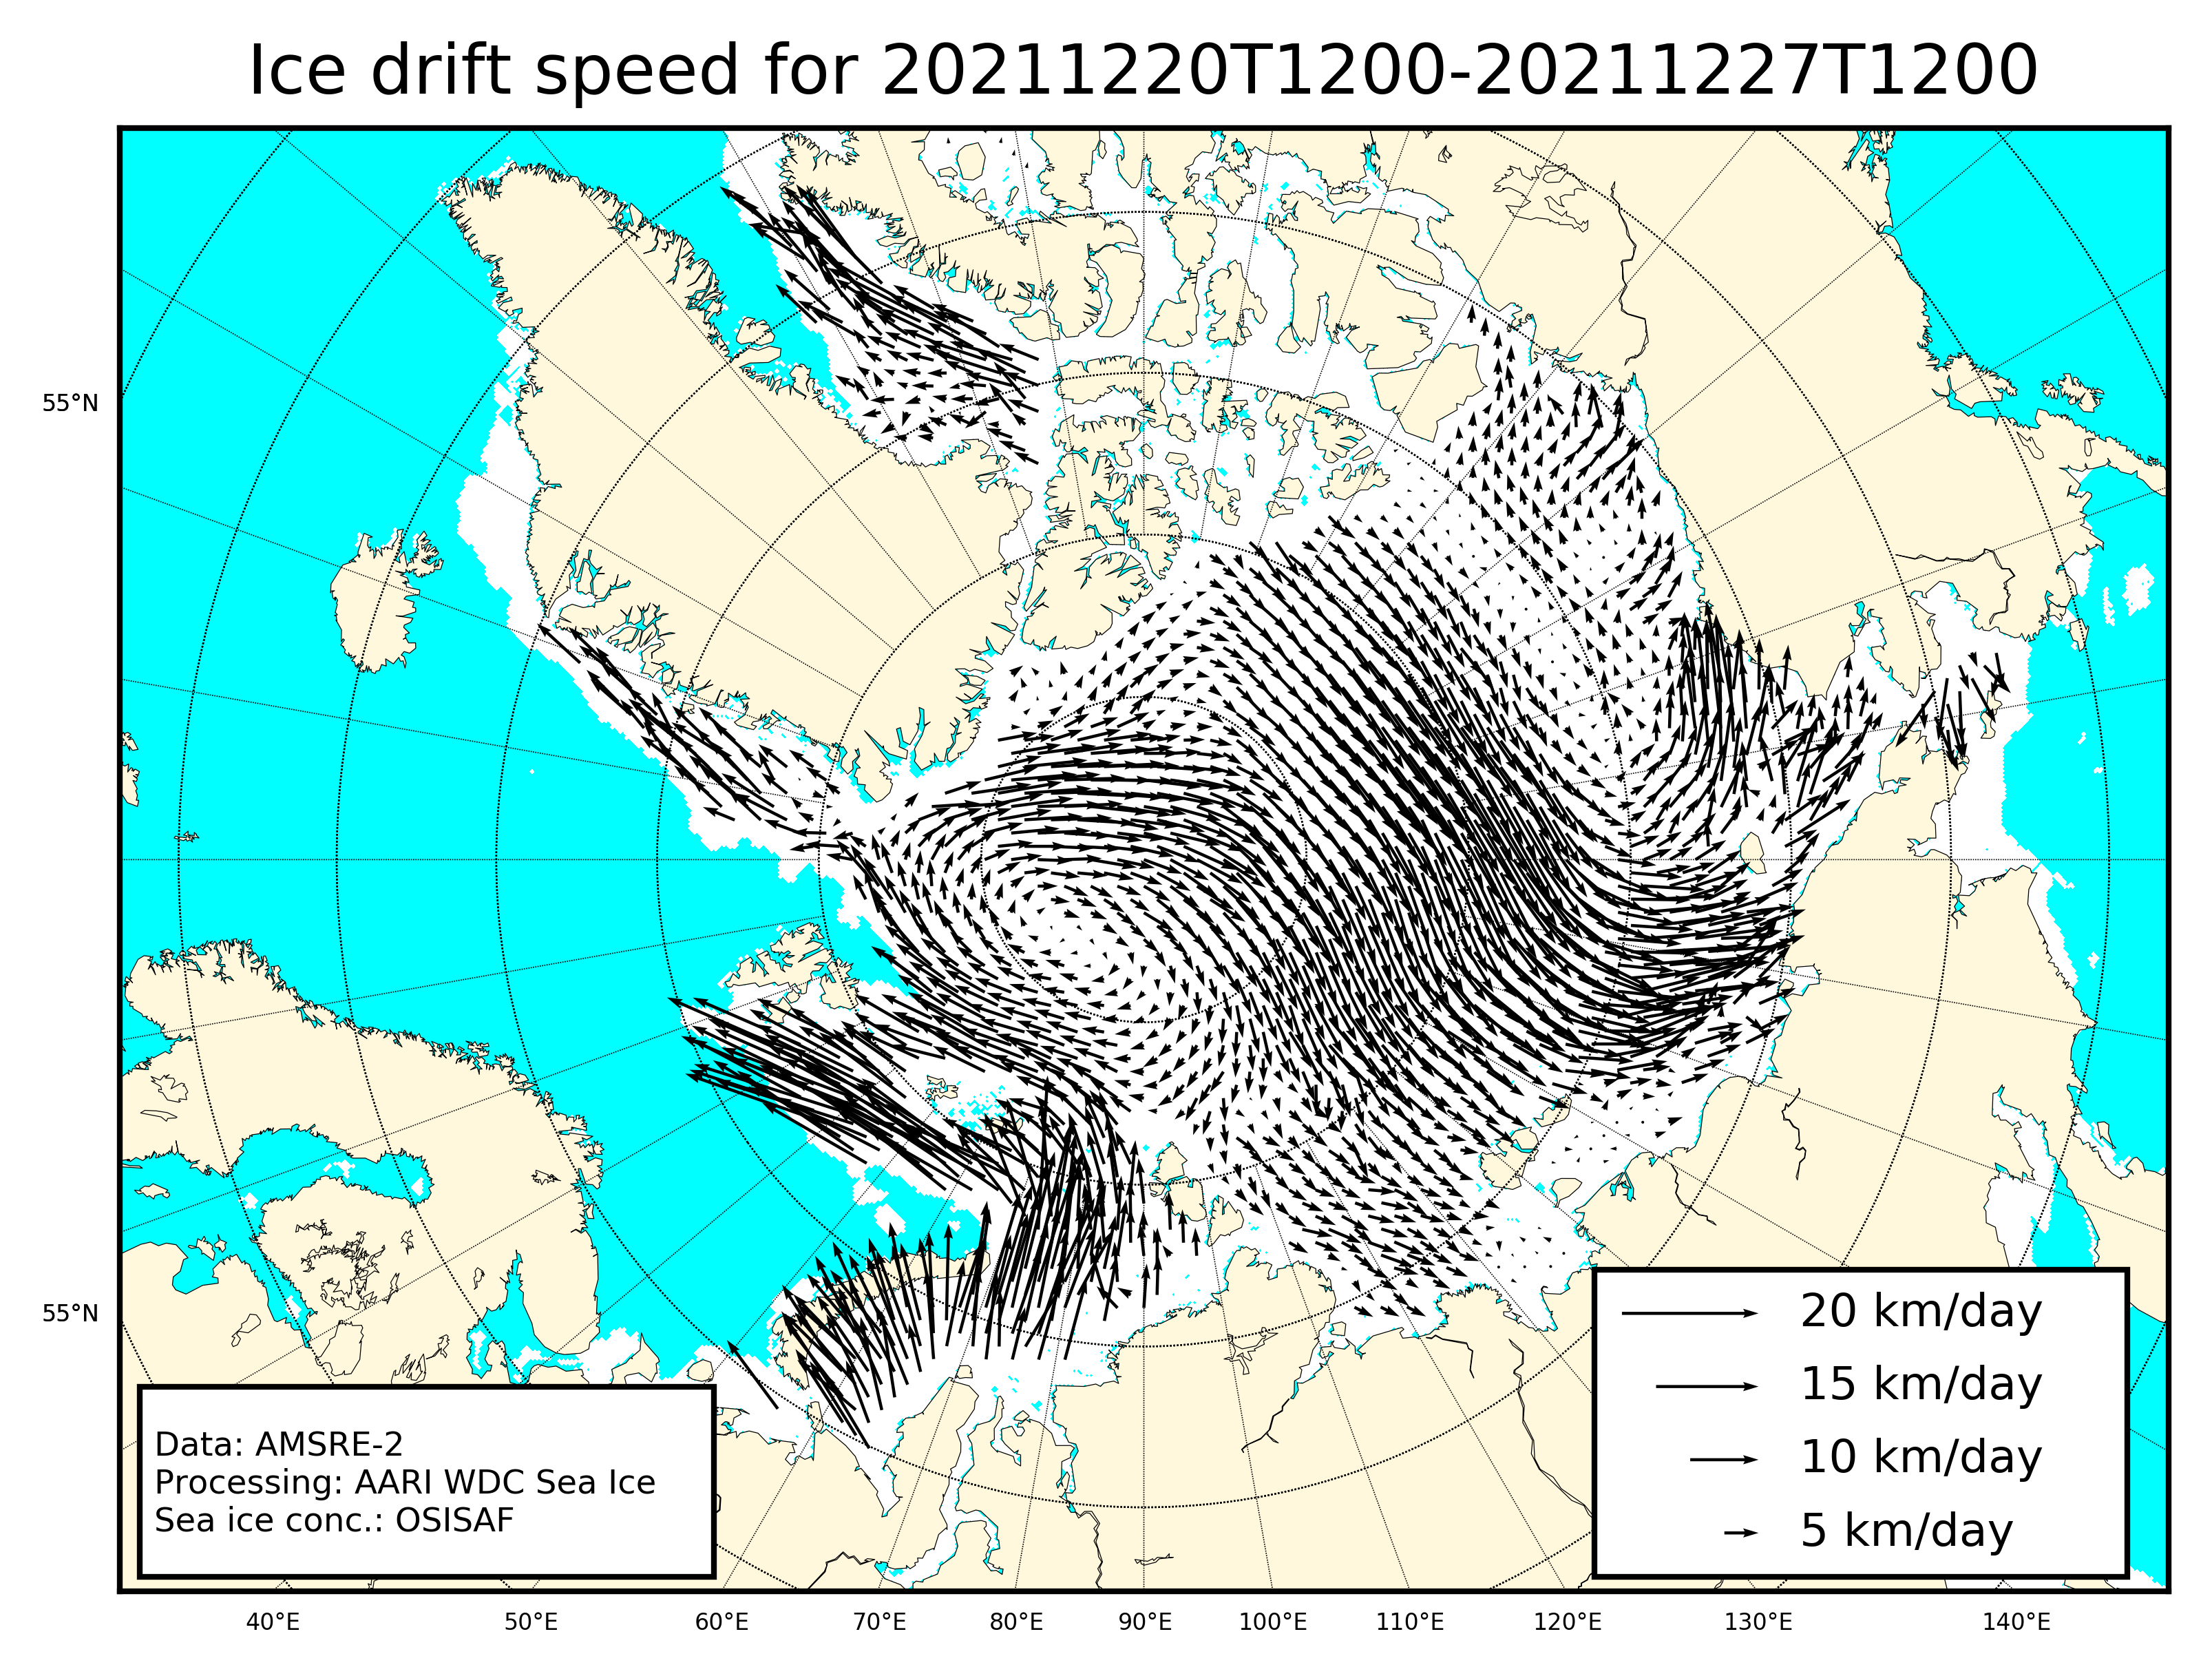 Ice drift speed for 20211220T1200-20211227T1200
55°N
55°N
20 km/day
15 km/day
10 km/day
5 km/day
Data: AMSRE-2
Processing: AARI WDC Sea Ice
Sea ice conc.: OSISAF
40°E
50°E
60°E
70°E
80°E
90°E
100°E
110°E
120°E
130°E
140°E